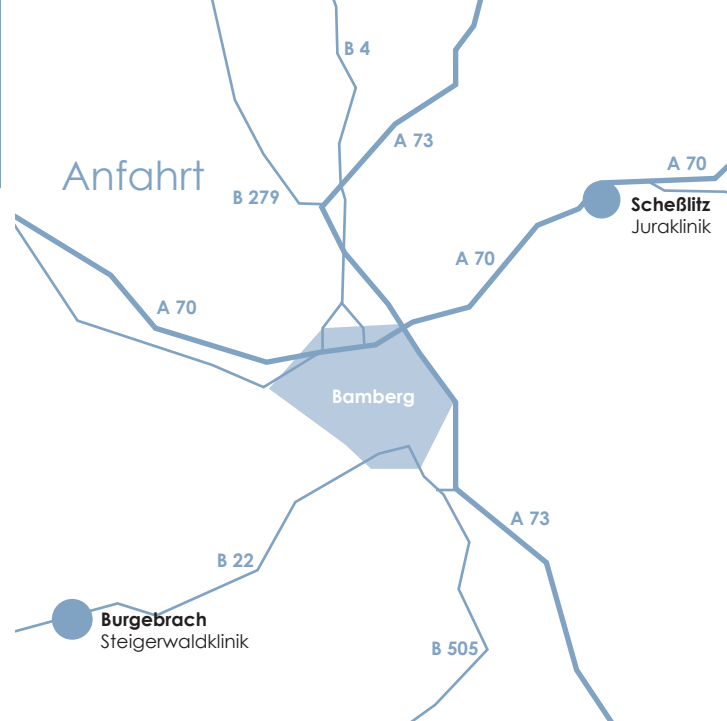 B 4
A 73
A 70
Anfahrt
B 279
Scheßlitz
Juraklinik
A 70
A 70
Bamberg
A 73
B 22
Burgebrach
Steigerwaldklinik
B 505